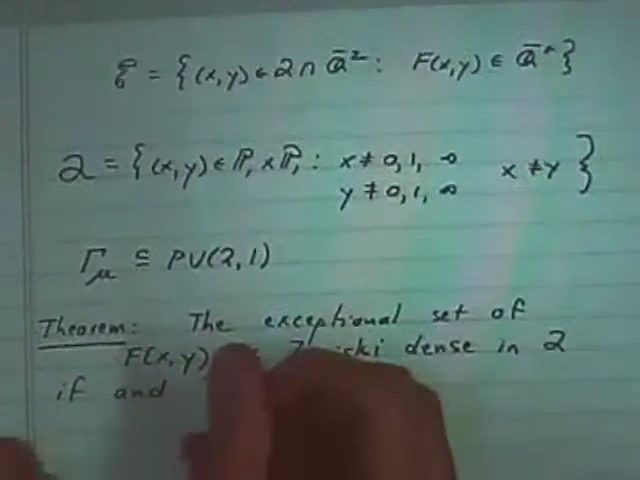 ℰ = {(x,y) ∈ 𝒬 ∩ Q̄² : F(x,y) ∈ Q̄*}
𝒬 = {(x,y) ∈ P₁ × P₁ : x ≠ 0, 1, ∞ x ≠ y}
y ≠ 0, 1, ∞
Γ_μ ⊆ PU(2,1)
Theorem: The exceptional set of
F(x,y) dense in 𝒬
if and